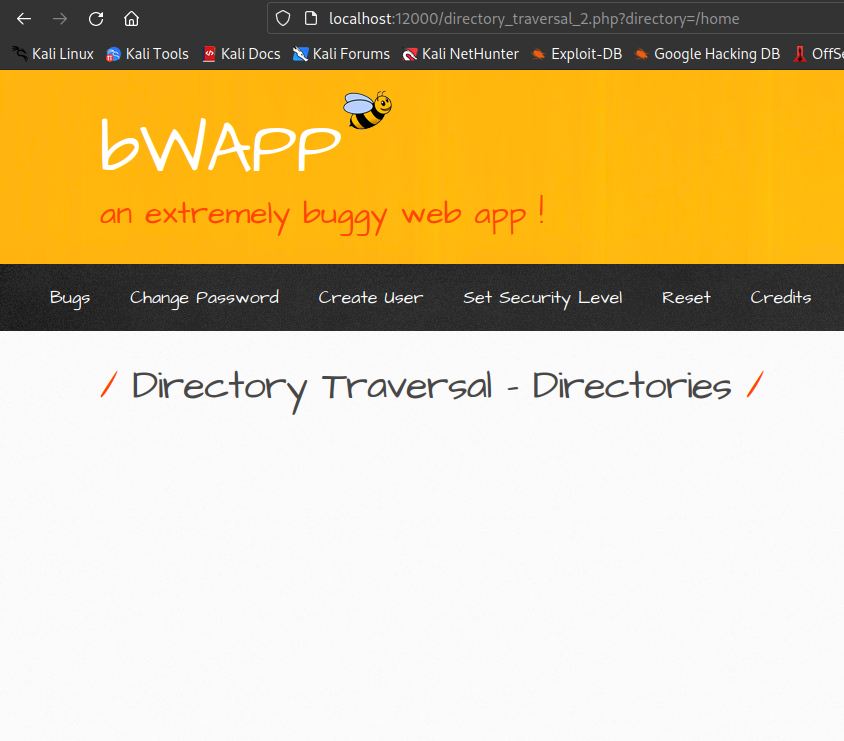 localhost:12000/directory_traversal_2.php?directory=/home
Kali Linux Kali Tools Kali Docs Kali Forums Kali NetHunter Exploit-DB Google Hacking DB OffSe
bWAPP
an extremely buggy web app !
Bugs Change Password Create User Set Security Level Reset Credits
/ Directory Traversal - Directories /